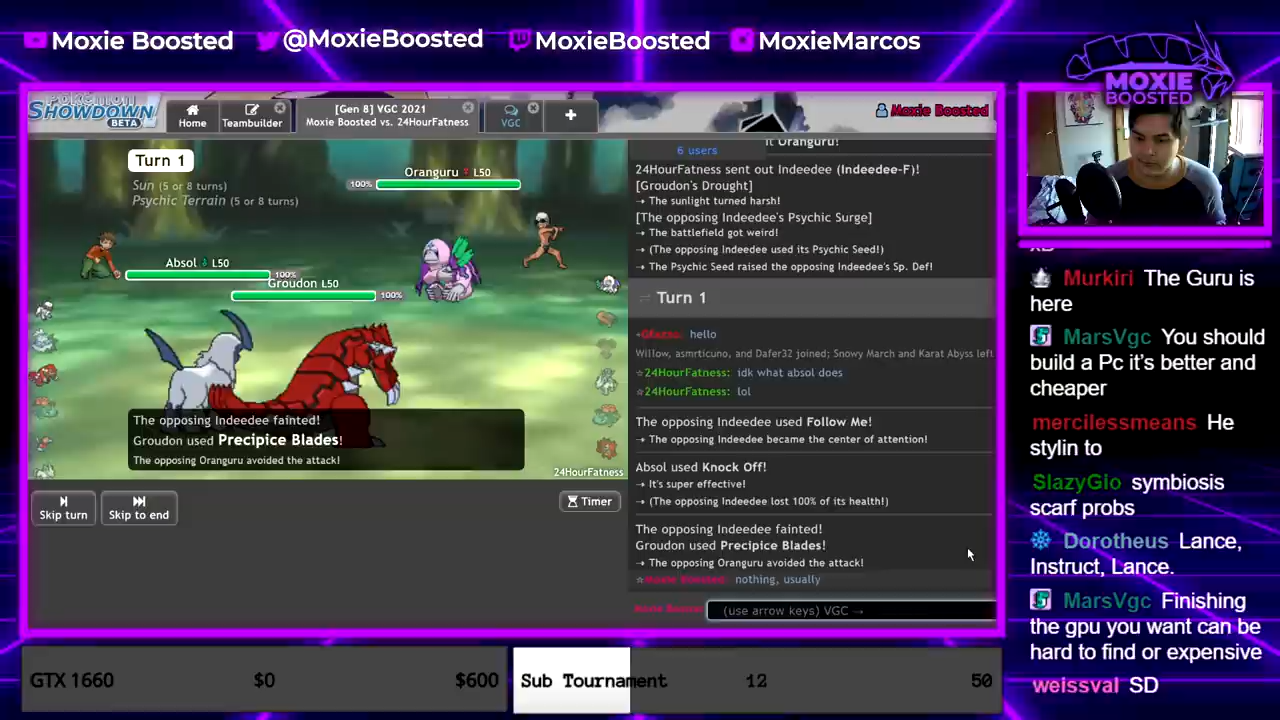 Moxie Boosted
@MoxieBoosted
MoxieBoosted
MoxieMarcos
MOXIE
BOOSTED
POKÉMON
SHOWDOWN
BETA
Home
Teambuilder
[Gen 8] VGC 2021
Moxie Boosted vs. 24HourFatness
VGC
Moxie Boosted
Turn 1
Sun (5 or 8 turns)
Psychic Terrain (5 or 8 turns)
Oranguru L50
100%
Absol L50
100%
Groudon L50
100%
The opposing Indeedee fainted!
Groudon used Precipice Blades!
The opposing Oranguru avoided the attack!
24HourFatness
Skip turn
Skip to end
Timer
6 users
it Oranguru!
24HourFatness sent out Indeedee (Indeedee-F)!
[Groudon's Drought]
→ The sunlight turned harsh!
[The opposing Indeedee's Psychic Surge]
→ The battlefield got weird!
→ (The opposing Indeedee used its Psychic Seed!)
→ The Psychic Seed raised the opposing Indeedee's Sp. Def!
Turn 1
hello
Willow, asmrticuno, and Dafer32 joined; Snowy March and Karat Abyss left
☆24HourFatness: idk what absol does
☆24HourFatness: lol
The opposing Indeedee used Follow Me!
→ The opposing Indeedee became the center of attention!
Absol used Knock Off!
→ It's super effective!
→ (The opposing Indeedee lost 100% of its health!)
The opposing Indeedee fainted!
Groudon used Precipice Blades!
→ The opposing Oranguru avoided the attack!
☆Moxie Boosted: nothing, usually
Moxie Boosted:
(use arrow keys) VGC →
Murkiri The Guru is
here
MarsVgc You should
build a Pc it's better and
cheaper
mercilessmeans He
stylin to
SlazyGio symbiosis
scarf probs
Dorotheus Lance,
Instruct, Lance.
MarsVgc Finishing
the gpu you want can be
hard to find or expensive
weissval SD
GTX 1660
$0
$600
Sub Tournament
12
50